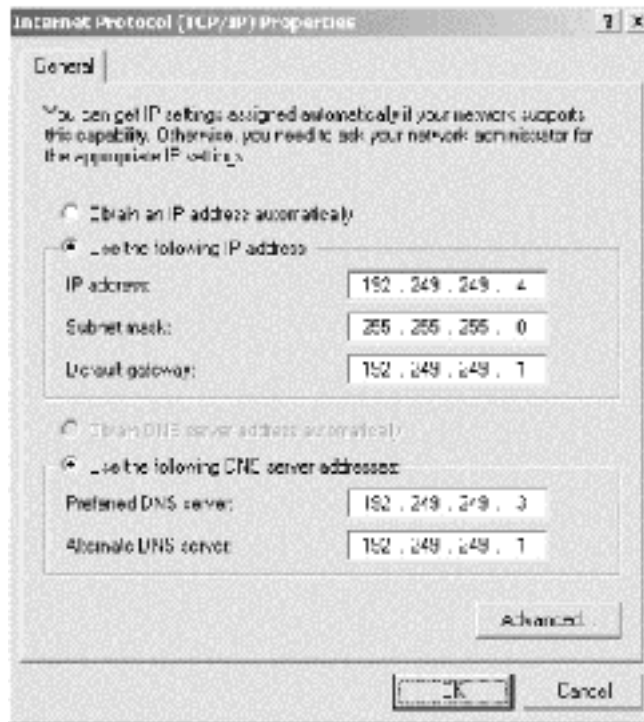 Internet Protocol (TCP/IP) Properties
General
You can get IP settings assigned automatically if your network supports
this capability. Otherwise, you need to ask your network administrator for
the appropriate IP settings.
Obtain an IP address automatically
Use the following IP address:
IP address: 192 . 249 . 249 . 4
Subnet mask: 255 . 255 . 255 . 0
Default gateway: 192 . 249 . 249 . 1
Obtain DNS server address automatically
Use the following DNS server addresses:
Preferred DNS server: 192 . 249 . 249 . 3
Alternate DNS server: 192 . 249 . 249 . 1
Advanced...
OK Cancel